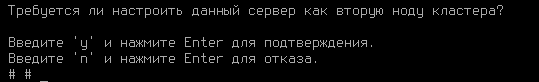 Требуется ли настроить данный сервер как вторую ноду кластера?
Введите 'y' и нажмите Enter для подтверждения.
Введите 'n' и нажмите Enter для отказа.
# # _